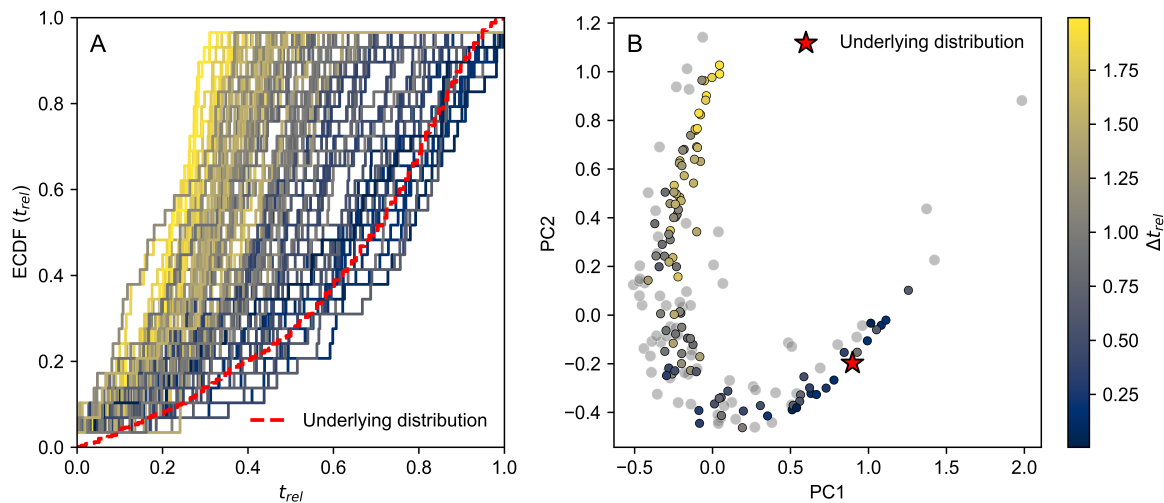 A
ECDF (t_rel)
1.0
0.8
0.6
0.4
0.2
0.0
Underlying distribution
0.0 0.2 0.4 0.6 0.8 1.0
t_rel
B
Underlying distribution
PC2
1.2
1.0
0.8
0.6
0.4
0.2
0.0
−0.2
−0.4
−0.5 0.0 0.5 1.0 1.5 2.0
PC1
1.75
1.50
1.25
1.00
0.75
0.50
0.25
Δt_rel